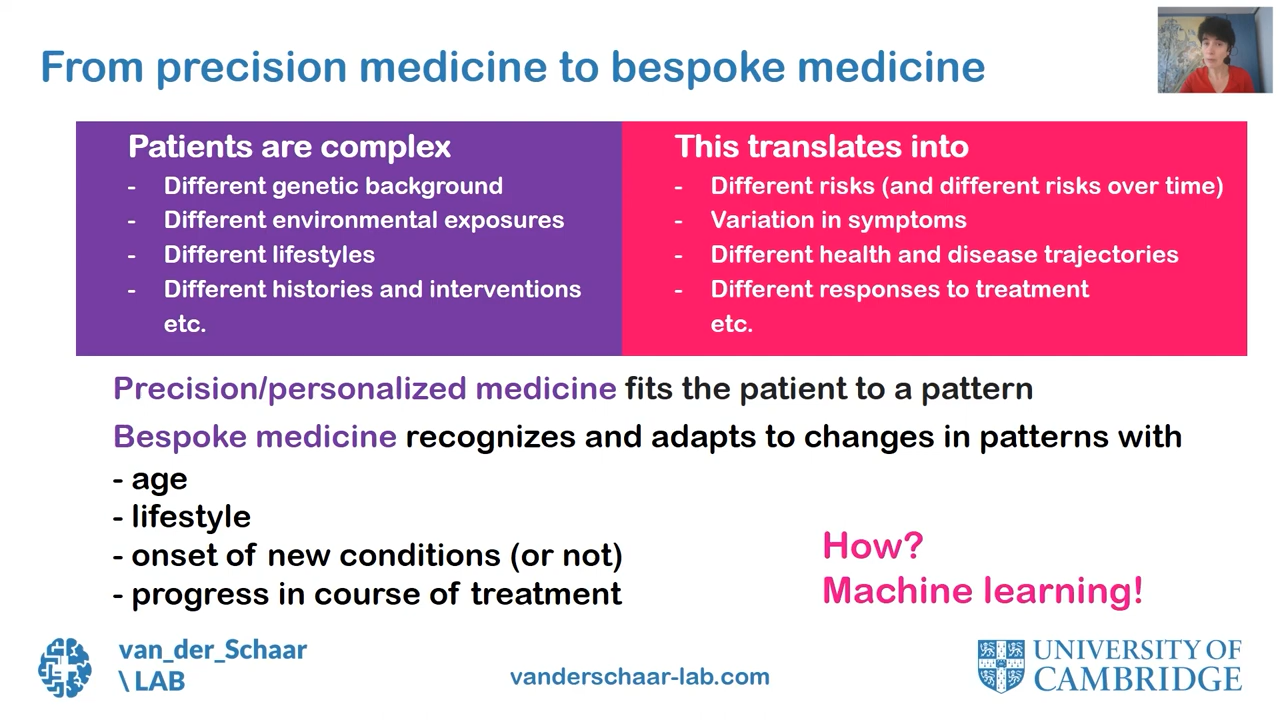 From precision medicine to bespoke medicine
Patients are complex
- Different genetic background
- Different environmental exposures
- Different lifestyles
- Different histories and interventions
etc.
This translates into
- Different risks (and different risks over time)
- Variation in symptoms
- Different health and disease trajectories
- Different responses to treatment
etc.
Precision/personalized medicine fits the patient to a pattern
Bespoke medicine recognizes and adapts to changes in patterns with
- age
- lifestyle
- onset of new conditions (or not)
- progress in course of treatment
How?
Machine learning!
van_der_Schaar
\ LAB
vanderschaar-lab.com
UNIVERSITY OF
CAMBRIDGE